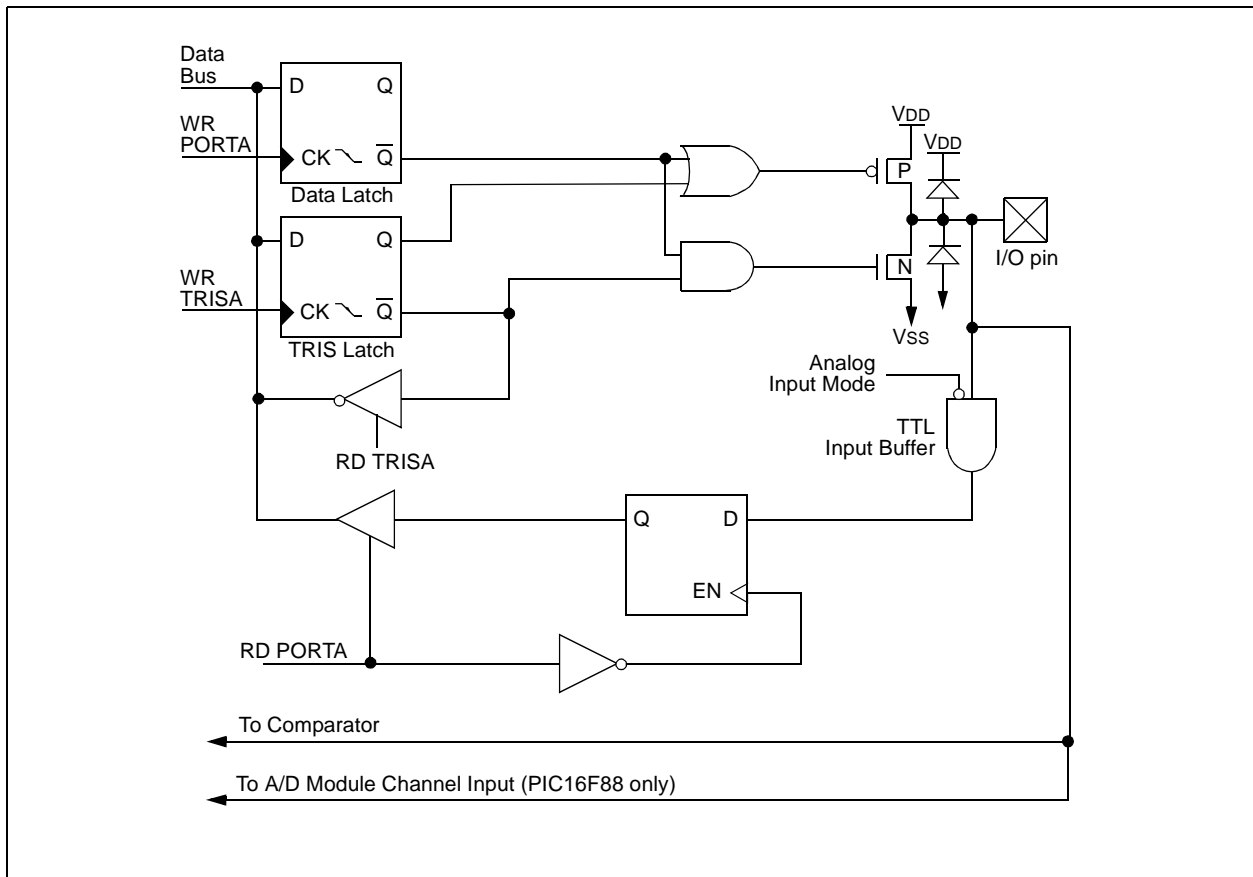 Data
Bus
D
Q
WR
PORTA
CK
Q̅
Data Latch
D
Q
WR
TRISA
CK
Q̅
TRIS Latch
RD TRISA
VDD
VDD
P
N
I/O pin
VSS
Analog
Input Mode
TTL
Input Buffer
Q
D
EN
RD PORTA
To Comparator
To A/D Module Channel Input (PIC16F88 only)